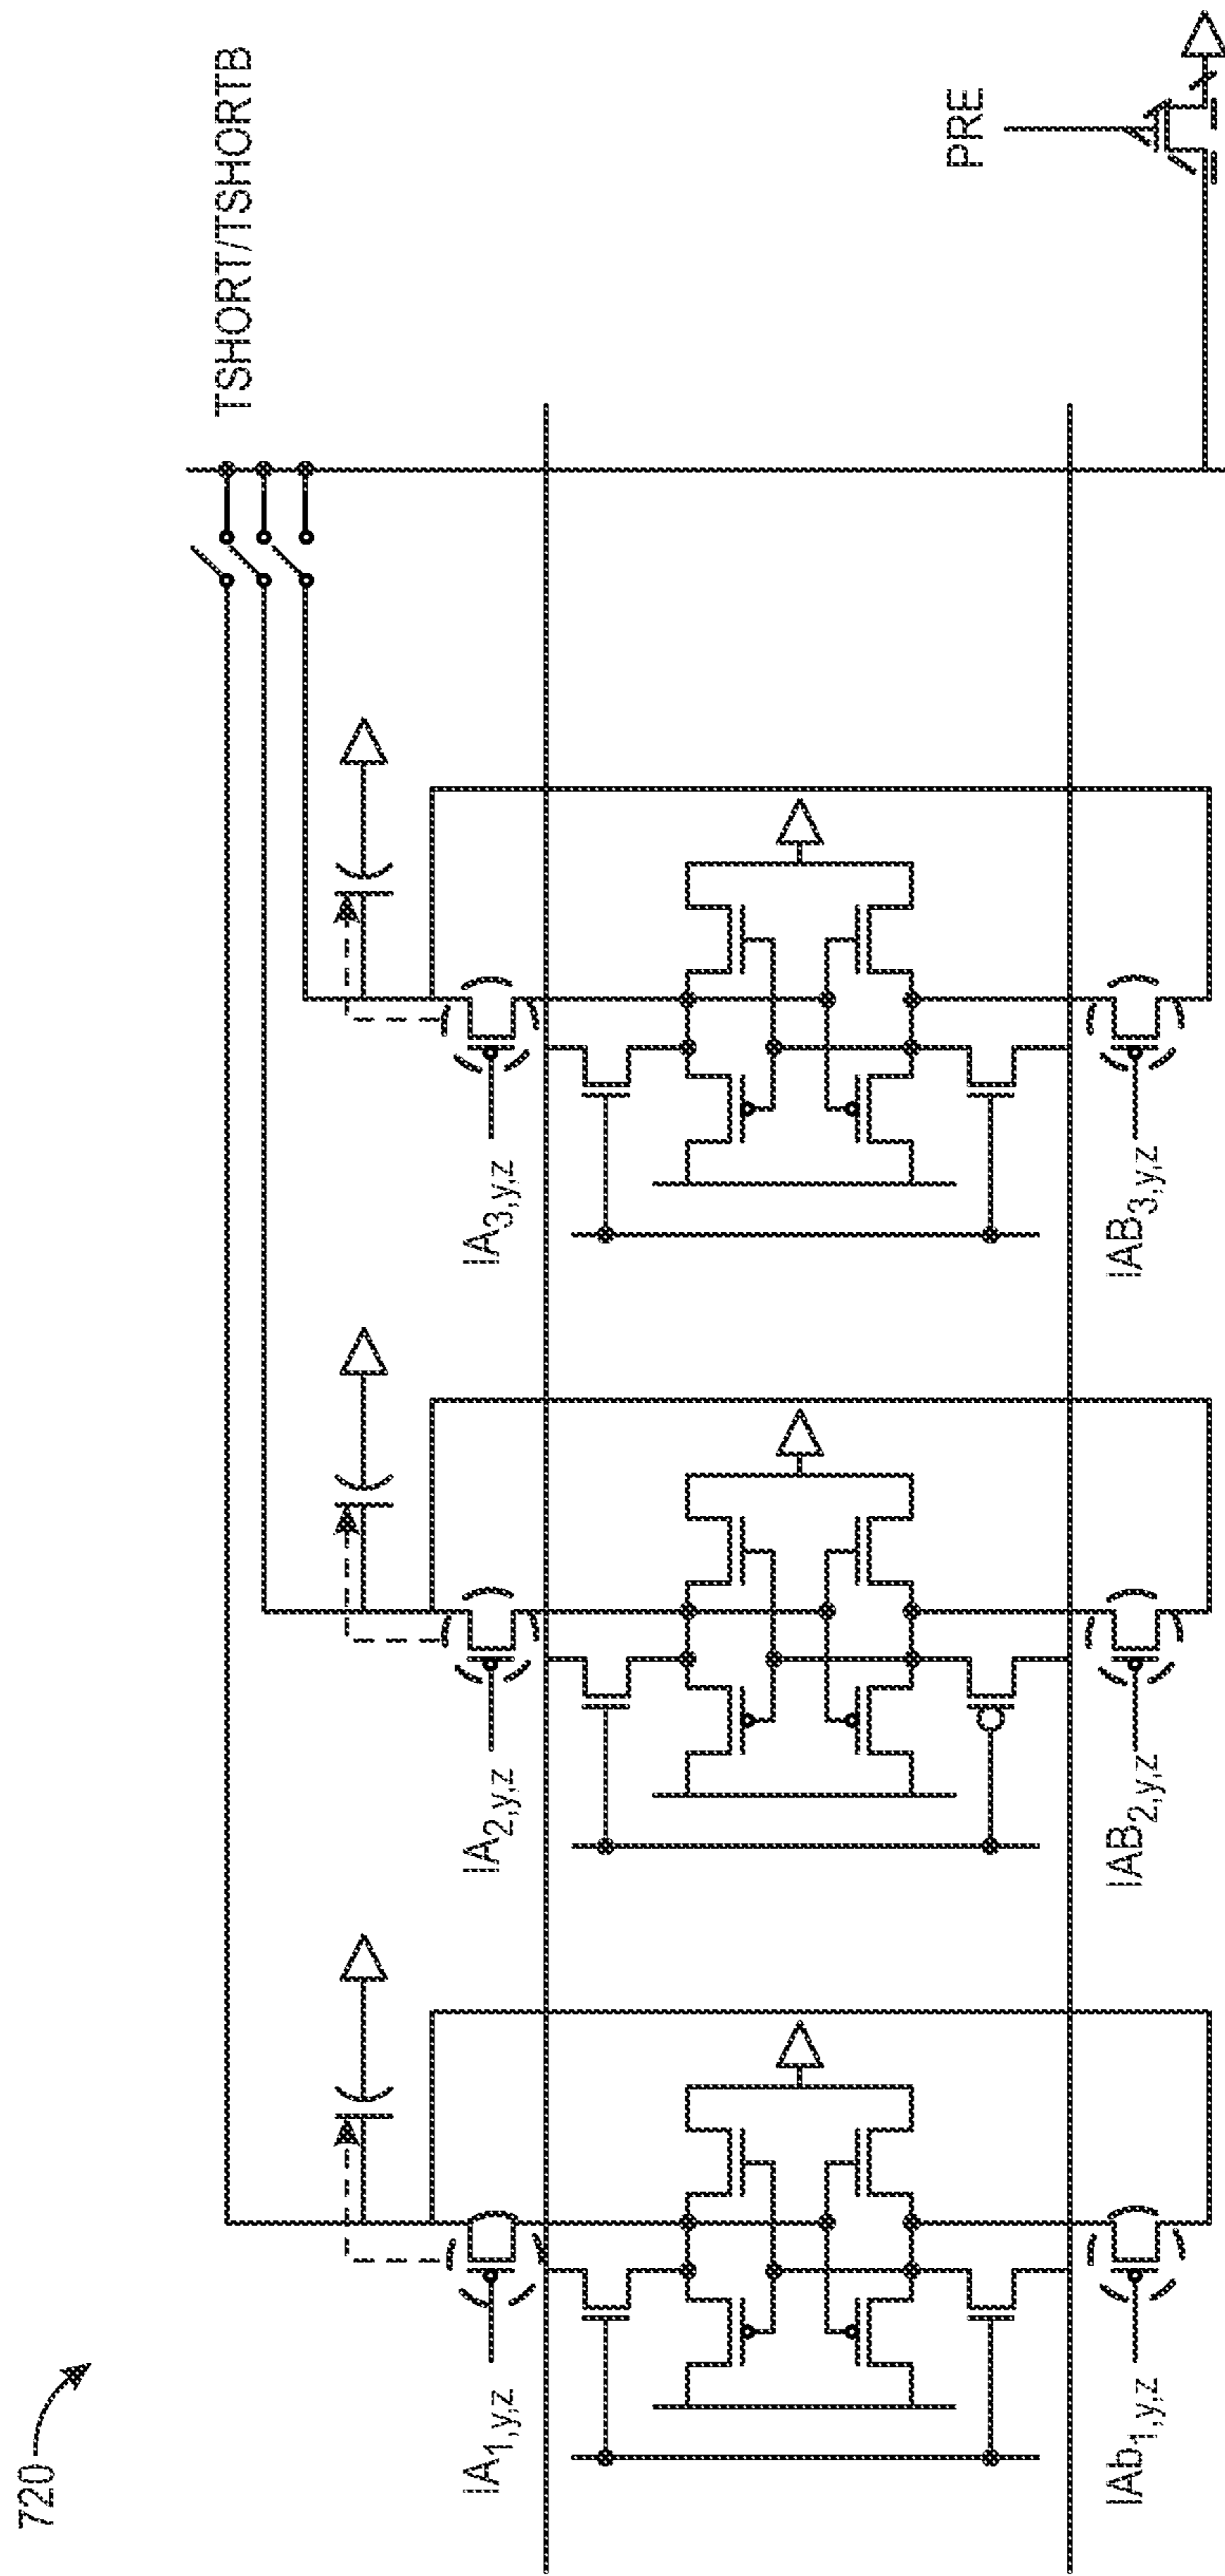 720
TSHORT/TSHORTB
IA1,y,z
IA2,y,z
IA3,y,z
IAb1,y,z
IAB2,y,z
IAB3,y,z
PRE